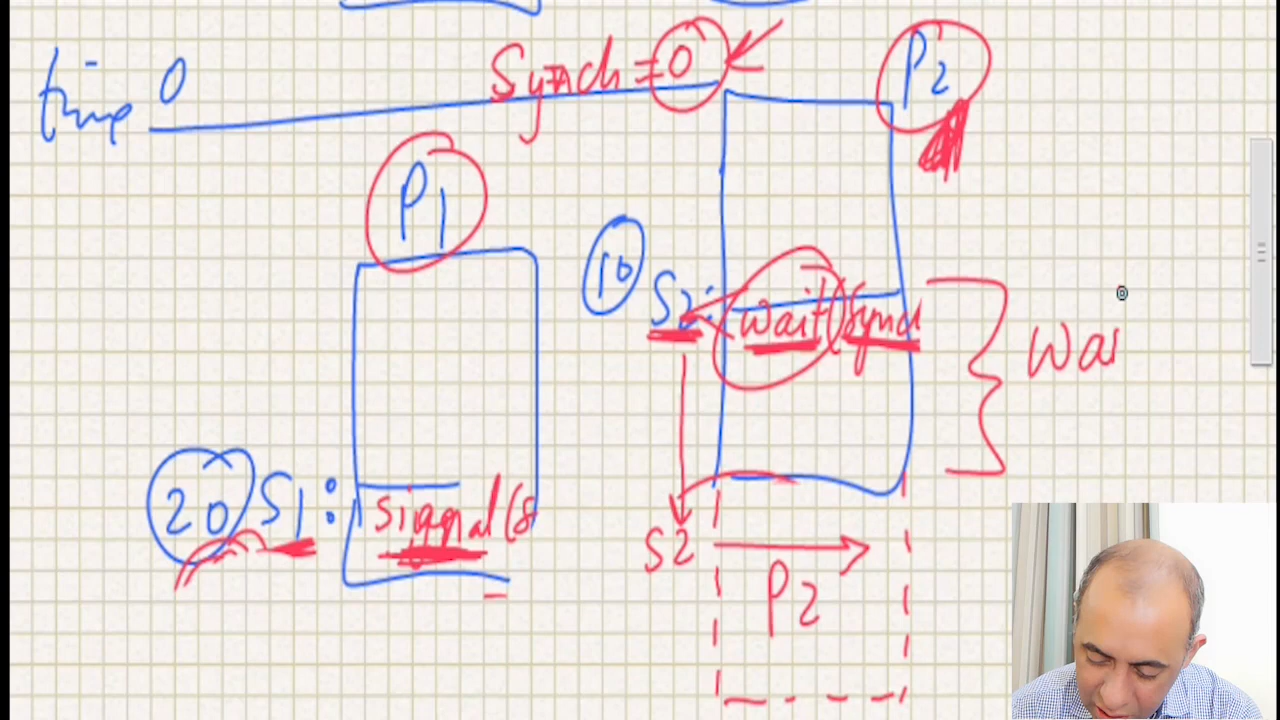 time 0
Synch = 0
P2
P1
10 S2: wait(Synch
Wai
20 S1: signal(S
S2
P2